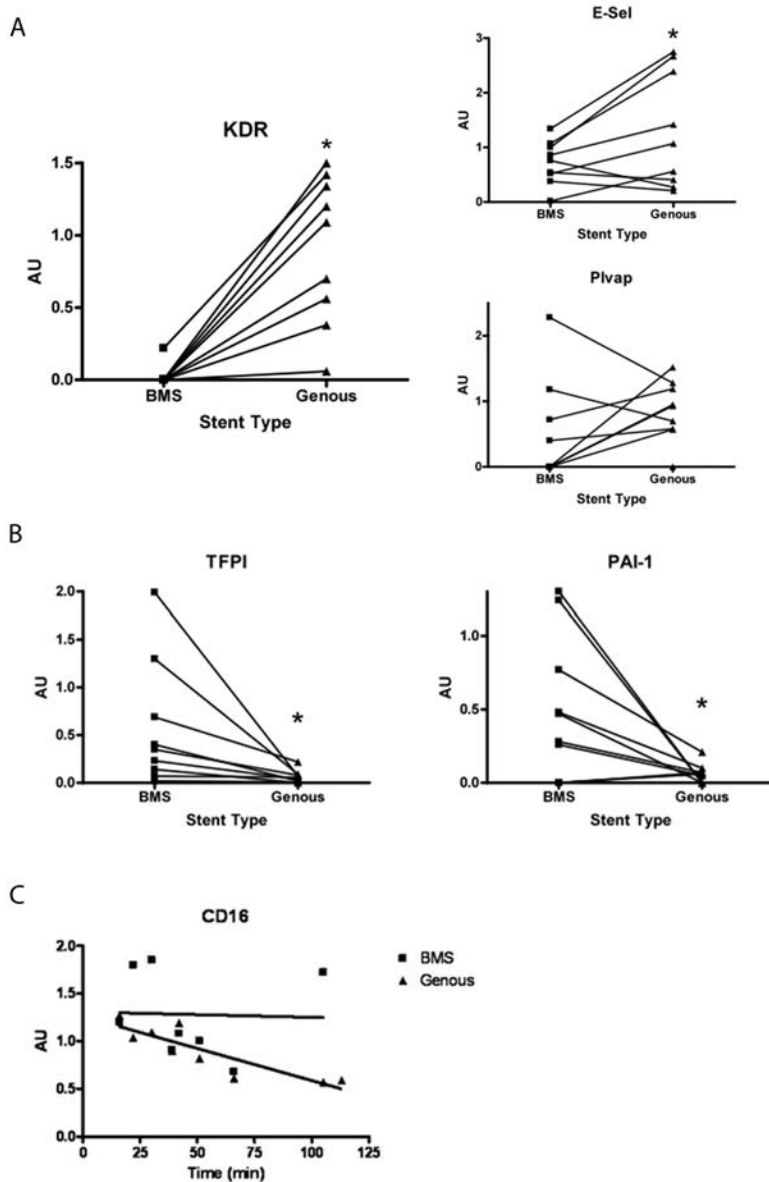 A
KDR
*
1.5
1.0
0.5
0.0
AU
BMS
Genous
Stent Type
E-Sel
*
3
2
1
0
AU
BMS
Genous
Stent Type
Plvap
2
1
0
AU
BMS
Genous
Stent Type
B
TFPI
2.0
1.5
1.0
0.5
0.0
AU
*
BMS
Genous
Stent Type
PAI-1
1.0
0.5
0.0
AU
*
BMS
Genous
Stent Type
C
CD16
2.0
1.5
1.0
0.5
0.0
AU
0 25 50 75 100 125
Time (min)
BMS
Genous